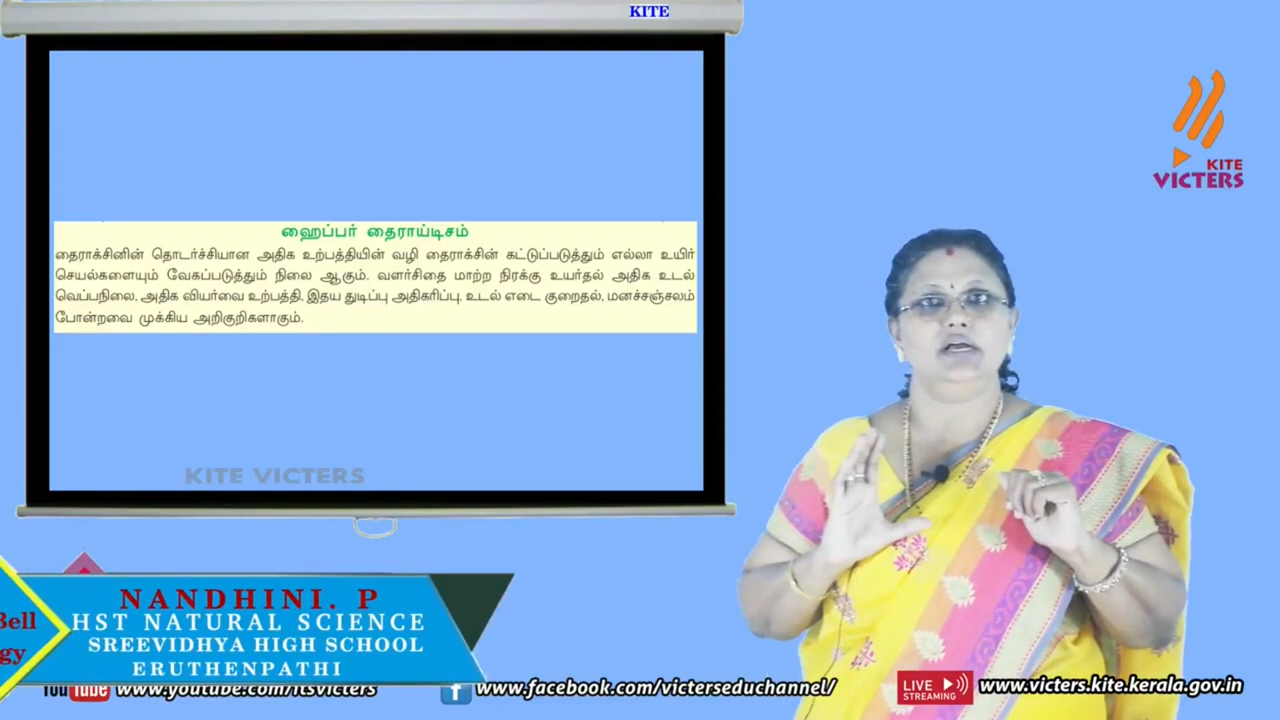 KITE
KITE
VICTERS
ஹைப்பர் தைராய்டிசம்
தைராக்சினின் தொடர்ச்சியான அதிக உற்பத்தியின் வழி தைராக்சின் கட்டுப்படுத்தும் எல்லா உயிர்
செயல்களையும் வேகப்படுத்தும் நிலை ஆகும். வளர்சிதை மாற்ற நிரக்கு உயர்தல் அதிக உடல்
வெப்பநிலை, அதிக வியர்வை உற்பத்தி, இதய துடிப்பு அதிகரிப்பு, உடல் எடை குறைதல், மனச்சஞ்சலம்
போன்றவை முக்கிய அறிகுறிகளாகும்.
KITE VICTERS
NANDHINI. P
Bell
HST NATURAL SCIENCE
SREEVIDHYA HIGH SCHOOL
gy
ERUTHENPATHI
YouTube www.youtube.com/itsvicters
f www.facebook.com/victerseduchannel/
LIVE
STREAMING
www.victers.kite.kerala.gov.in